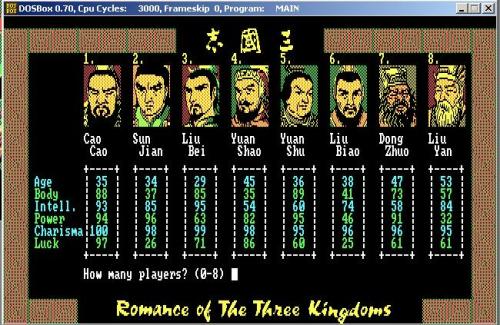 DOSBox 0.70, Cpu Cycles: 3000, Frameskip 0, Program: MAIN
志國三
1. 2. 3. 4. 5. 6. 7. 8.
Cao Sun Liu Yuan Yuan Liu Dong Liu
Cao Jian Bei Shao Shu Biao Zhuo Yan
Age 35 34 29 45 36 38 47 53
Body 88 37 85 35 89 41 73 57
Intell. 93 85 95 54 60 74 58 84
Power 94 96 63 82 95 46 91 32
Charisma 100 98 99 98 95 96 96 95
Luck 97 26 71 86 60 25 61 61
How many players? (0-8)
Romance of The Three Kingdoms